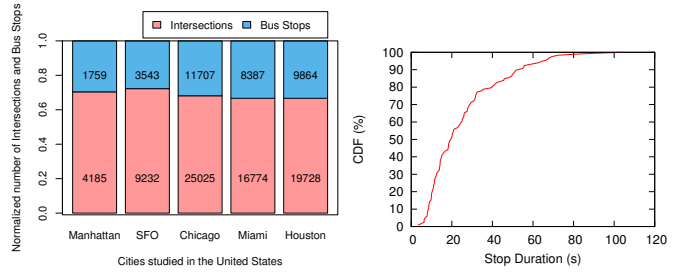 Intersections Bus Stops
Normalized number of Intersections and Bus Stops
1.0
0.8
0.6
0.4
0.2
0.0
1759 3543 11707 8387 9864
4185 9232 25025 16774 19728
Manhattan SFO Chicago Miami Houston
Cities studied in the United States
CDF (%)
100
90
80
70
60
50
40
30
20
10
0
0 20 40 60 80 100 120
Stop Duration (s)